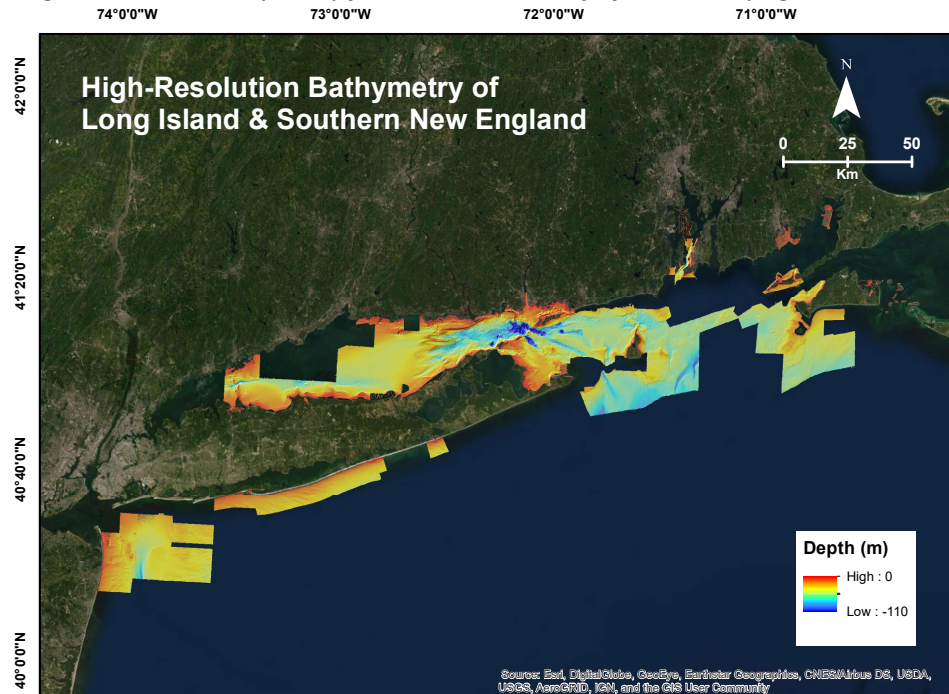 74°0'0"W 73°0'0"W 72°0'0"W 71°0'0"W
42°0'0"N
41°20'0"N
40°40'0"N
40°0'0"N
High-Resolution Bathymetry of
Long Island & Southern New England
N
0 25 50
Km
Depth (m)
High : 0
Low : -110
Source: Esri, DigitalGlobe, GeoEye, Earthstar Geographics, CNES/Airbus DS, USDA,
USGS, AeroGRID, IGN, and the GIS User Community